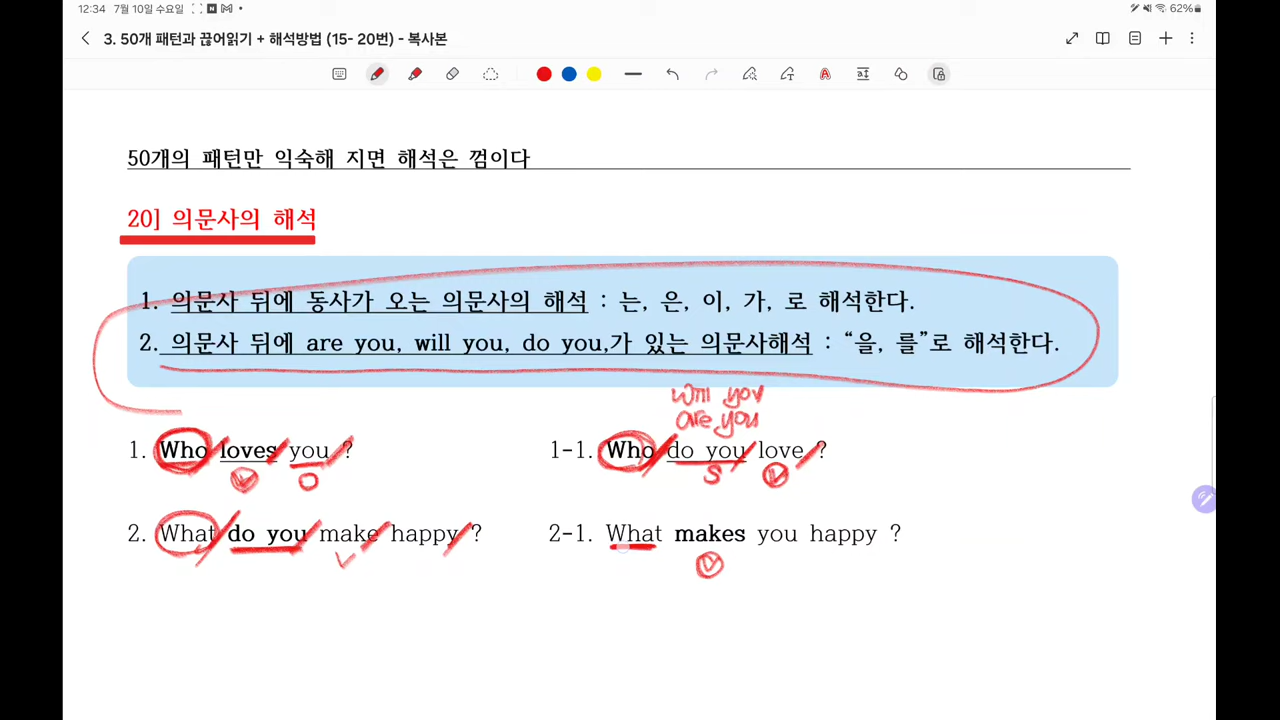 12:34 7월 10일 수요일
62%
3. 50개 패턴과 끊어읽기 + 해석방법 (15- 20번) - 복사본
50개의 패턴만 익숙해 지면 해석은 껌이다
20] 의문사의 해석
1. 의문사 뒤에 동사가 오는 의문사의 해석 : 는, 은, 이, 가, 로 해석한다.
2. 의문사 뒤에 are you, will you, do you,가 있는 의문사해석 : “을, 를”로 해석한다.
will you
are you
1. Who loves you ?
V O
1-1. Who do you love ?
S V
2. What do you make happy ?
V
2-1. What makes you happy ?
V